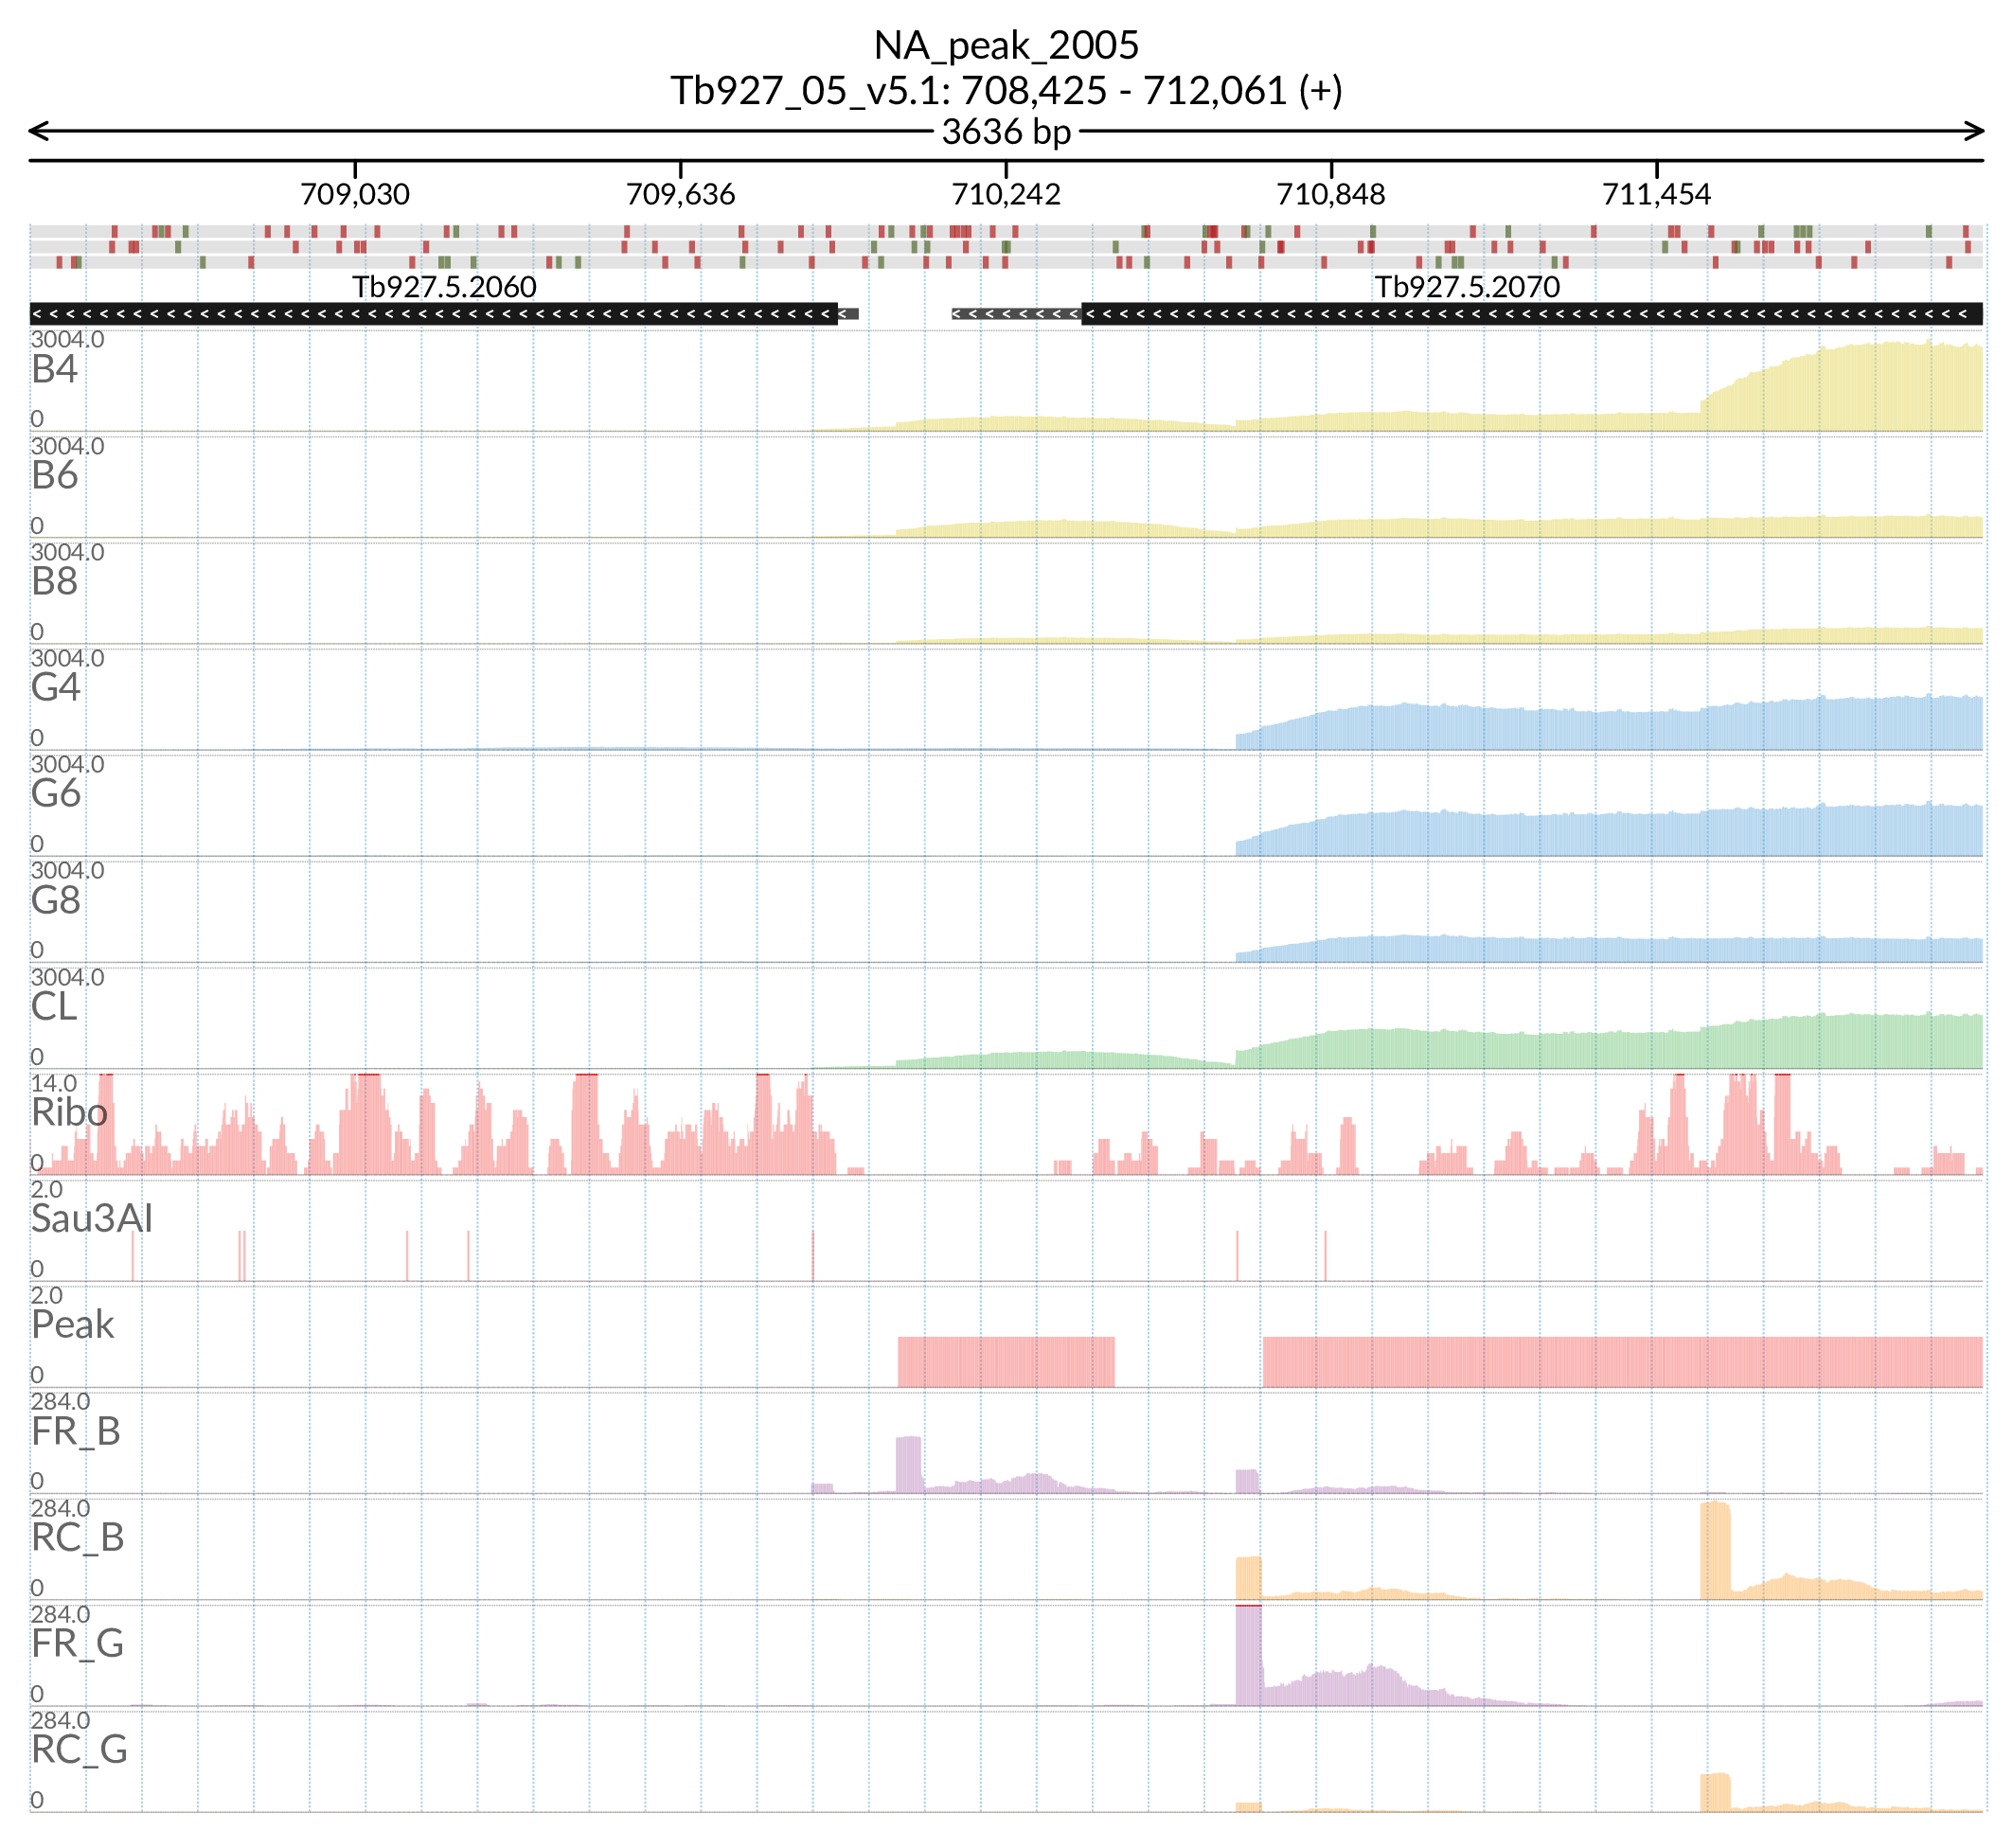 NA_peak_2005
Tb927_05_v5.1: 708,425 - 712,061 (+)
3636 bp
709,030 709,636 710,242 710,848 711,454
Tb927.5.2060 Tb927.5.2070
3004.0
B4
0
3004.0
B6
0
3004.0
B8
0
3004.0
G4
0
3004.0
G6
0
3004.0
G8
0
3004.0
CL
0
14.0
Ribo
0
2.0
Sau3AI
0
2.0
Peak
0
284.0
FR_B
0
284.0
RC_B
0
284.0
FR_G
0
284.0
RC_G
0